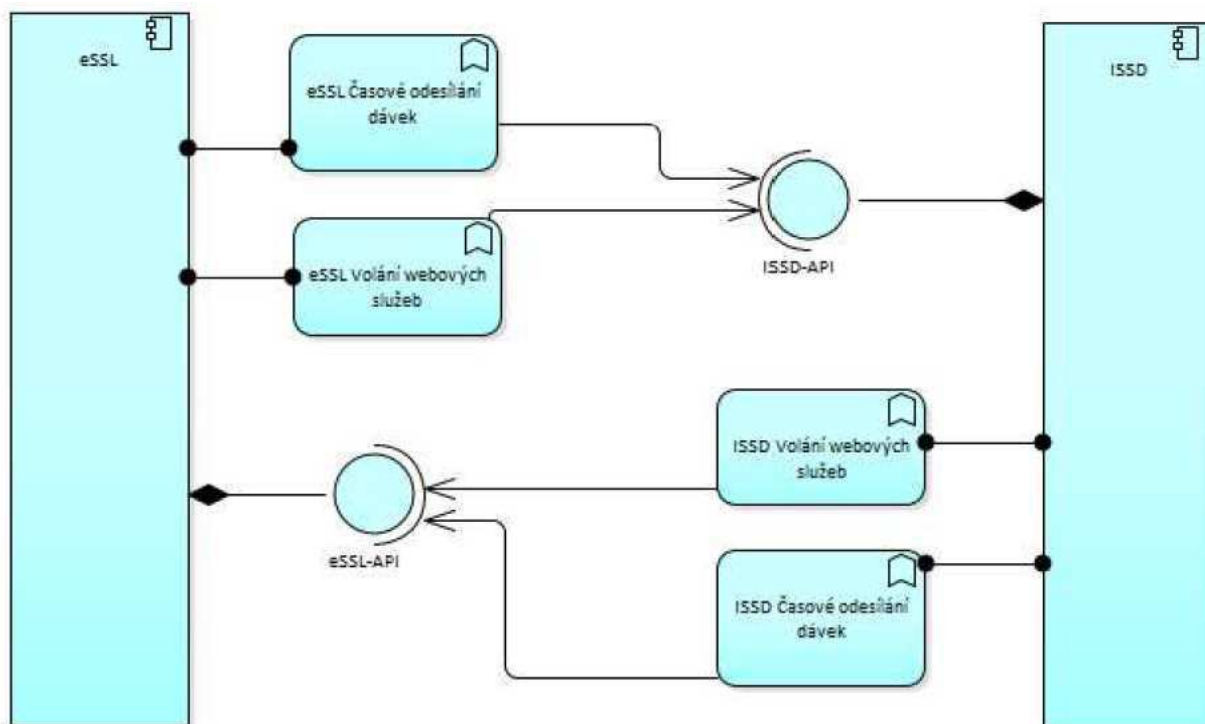 eSSL
ISSD
eSSL Časové odesílání
dávek
ISSD-API
eSSL Volání webových
služeb
ISSD Volání webových
služeb
eSSL-API
ISSD Časové odesílání
dávek